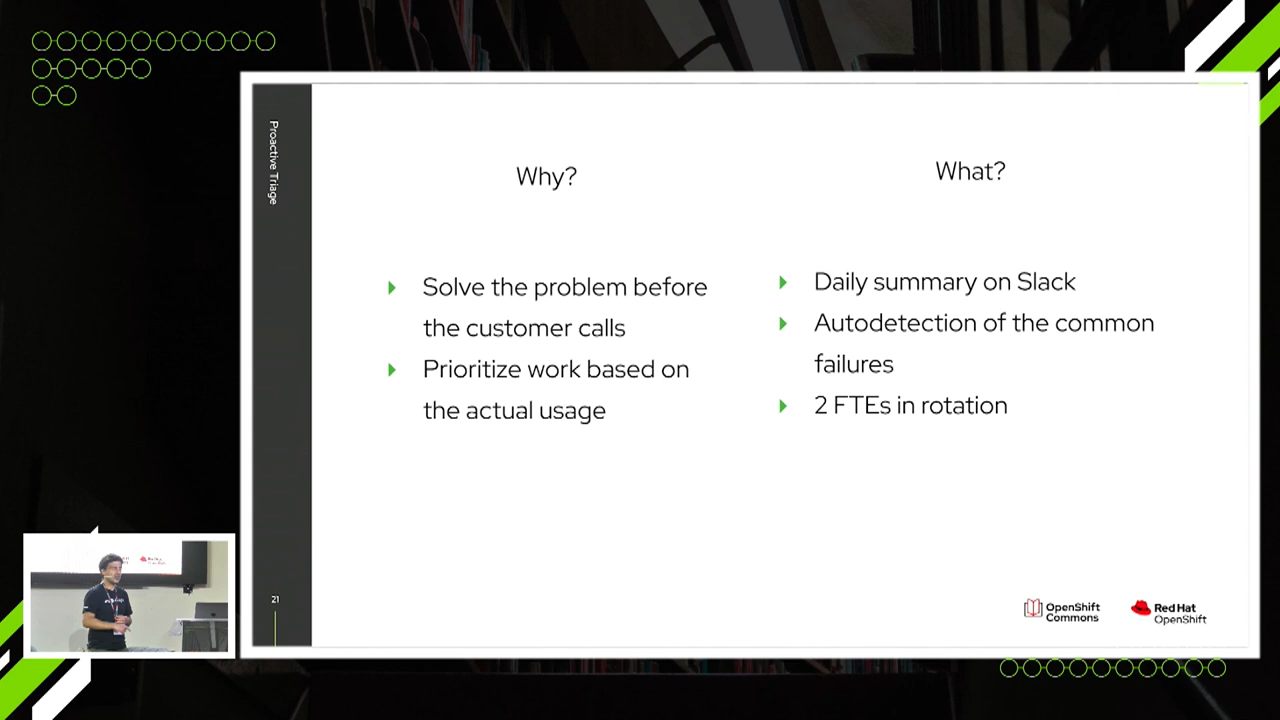 Proactive Triage
Why?
Solve the problem before
the customer calls
Prioritize work based on
the actual usage
What?
Daily summary on Slack
Autodetection of the common
failures
2 FTEs in rotation
21
OpenShift
Commons
Red Hat
OpenShift